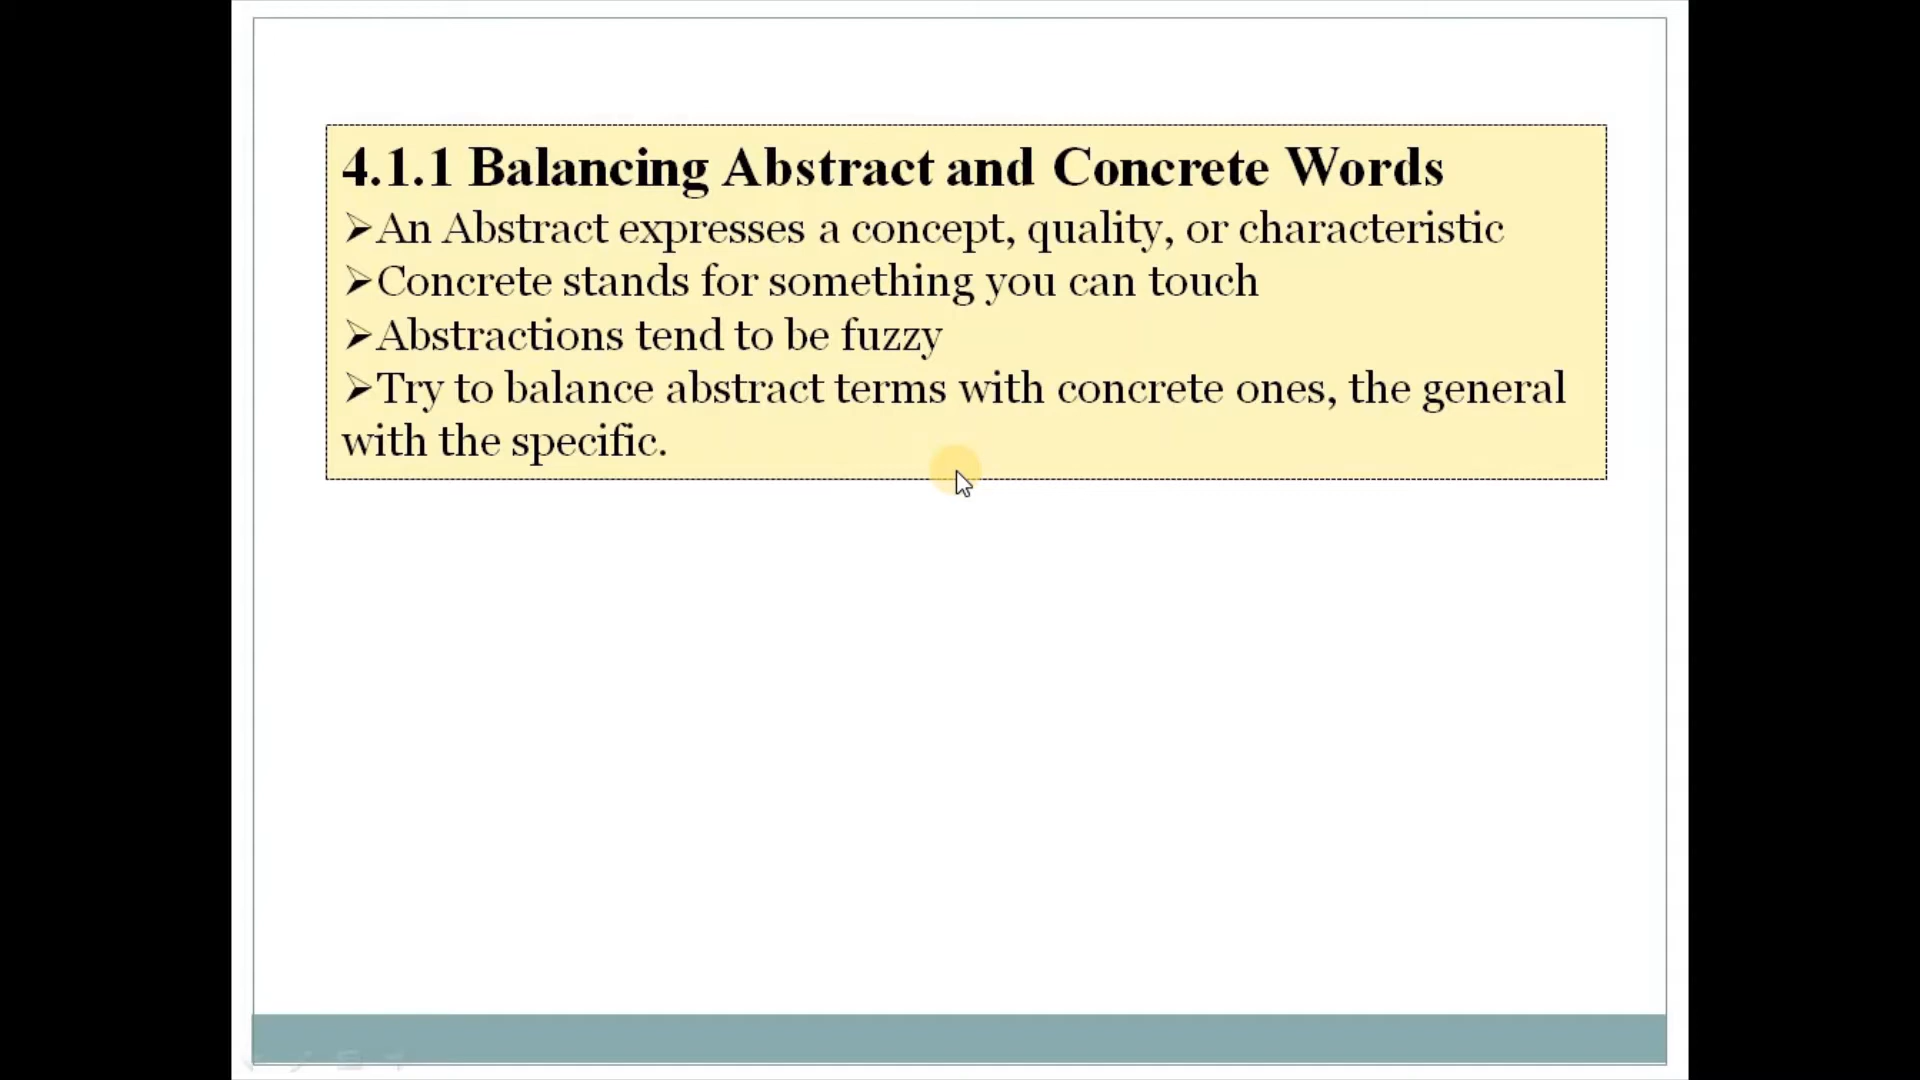 4.1.1 Balancing Abstract and Concrete Words
➢An Abstract expresses a concept, quality, or characteristic
➢Concrete stands for something you can touch
➢Abstractions tend to be fuzzy
➢Try to balance abstract terms with concrete ones, the general
with the specific.